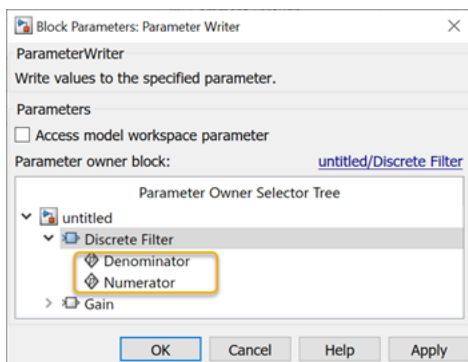 Block Parameters: Parameter Writer
ParameterWriter
Write values to the specified parameter.
Parameters
Access model workspace parameter
Parameter owner block: untitled/Discrete Filter
Parameter Owner Selector Tree
untitled
Discrete Filter
Denominator
Numerator
Gain
OK Cancel Help Apply